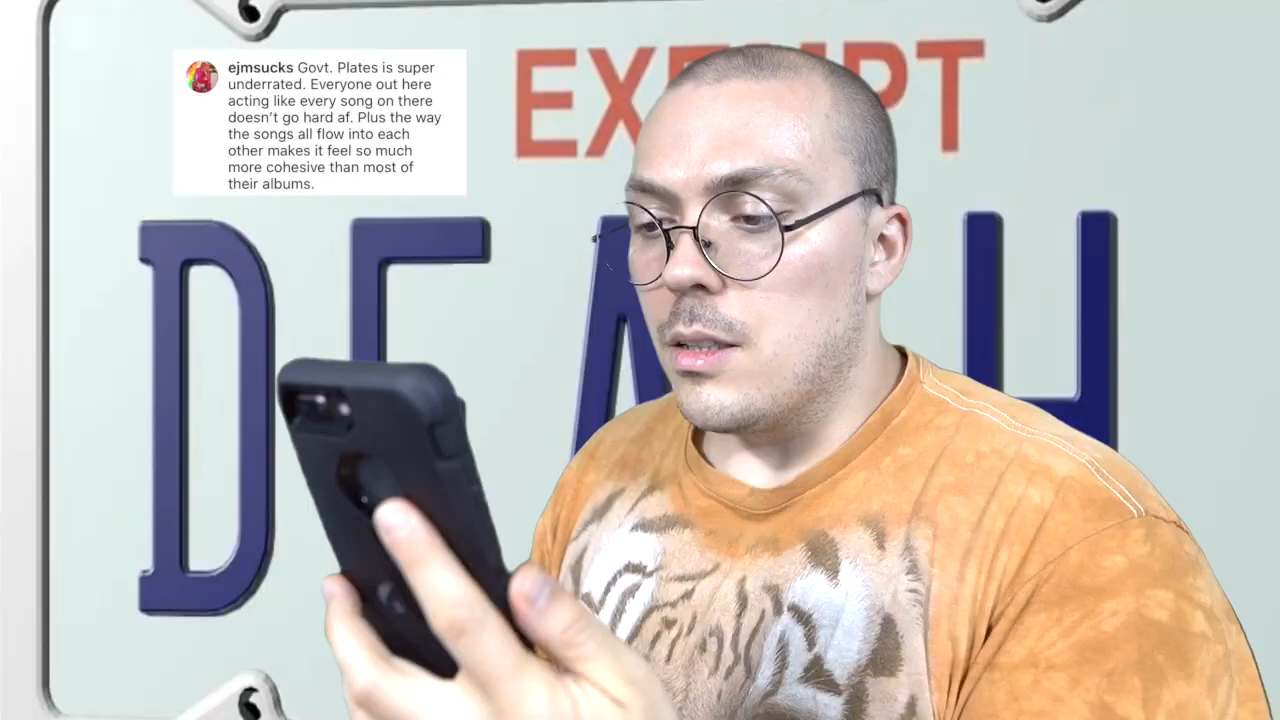 ejmsucks Govt. Plates is super
underrated. Everyone out here
acting like every song on there
doesn't go hard af. Plus the way
the songs all flow into each
other makes it feel so much
more cohesive than most of
their albums.